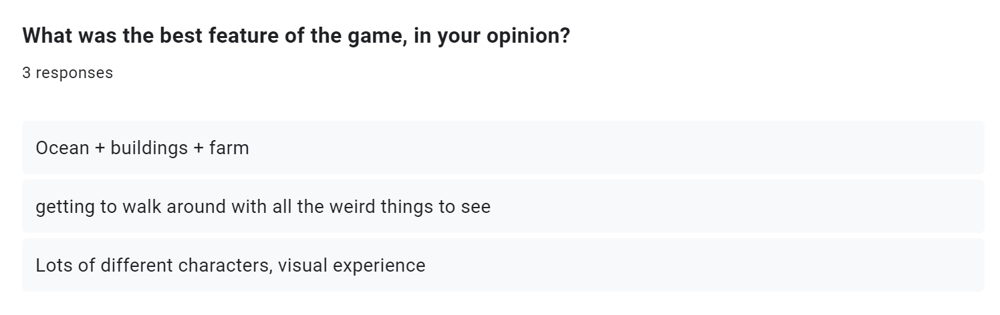 What was the best feature of the game, in your opinion?
3 responses
Ocean + buildings + farm
getting to walk around with all the weird things to see
Lots of different characters, visual experience